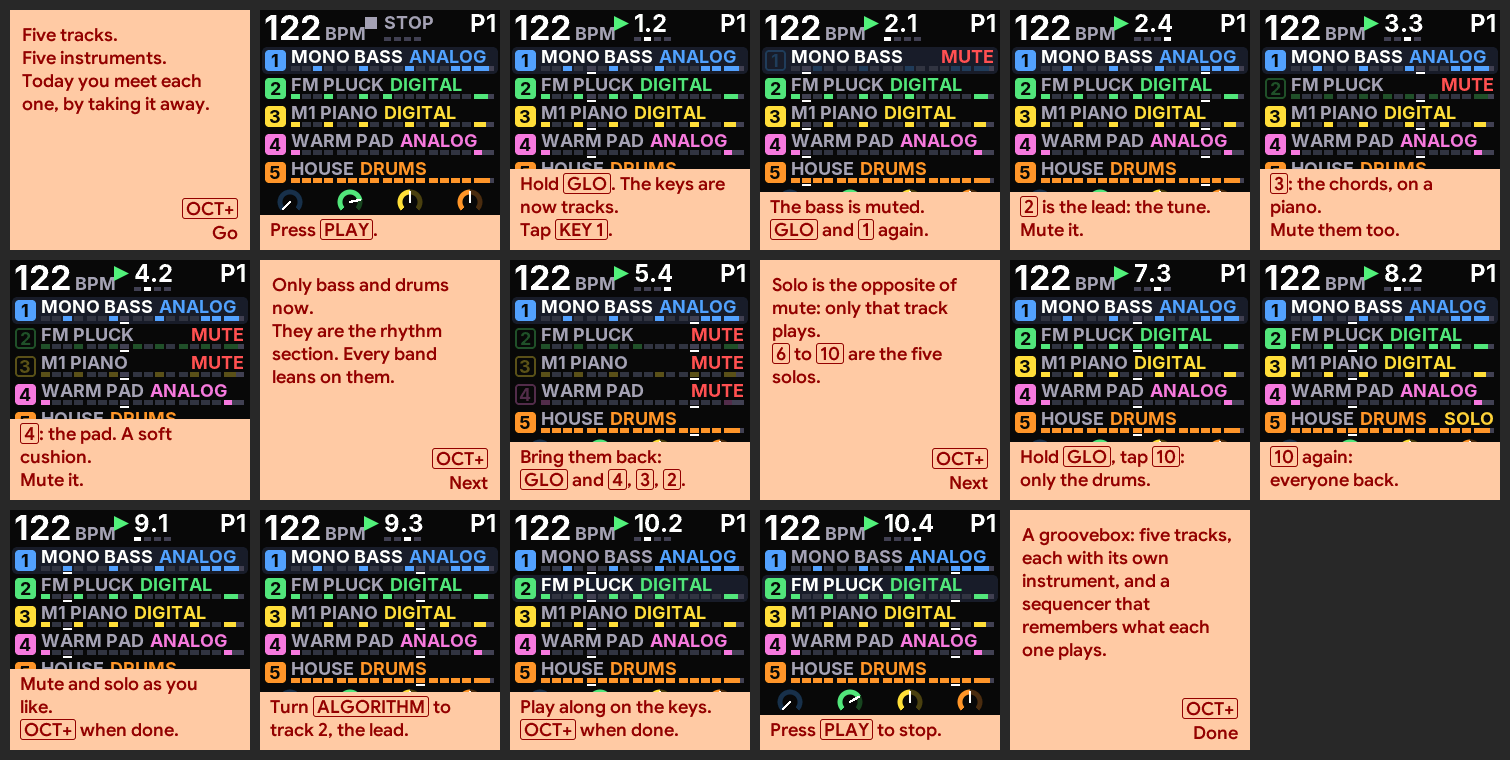 Five tracks.
Five instruments.
Today you meet each
one, by taking it away.
OCT+
Go
122 BPM STOP P1
1 MONO BASS ANALOG
2 FM PLUCK DIGITAL
3 M1 PIANO DIGITAL
4 WARM PAD ANALOG
5 HOUSE DRUMS
Press PLAY.
122 BPM 1.2 P1
1 MONO BASS ANALOG
2 FM PLUCK DIGITAL
3 M1 PIANO DIGITAL
4 WARM PAD ANALOG
HOUSE DRUMS
Hold GLO. The keys are
now tracks.
Tap KEY 1.
122 BPM 2.1 P1
1 MONO BASS MUTE
2 FM PLUCK DIGITAL
3 M1 PIANO DIGITAL
4 WARM PAD ANALOG
5 HOUSE DRUMS
The bass is muted.
GLO and 1 again.
122 BPM 2.4 P1
1 MONO BASS ANALOG
2 FM PLUCK DIGITAL
3 M1 PIANO DIGITAL
4 WARM PAD ANALOG
5 HOUSE DRUMS
2 is the lead: the tune.
Mute it.
122 BPM 3.3 P1
1 MONO BASS ANALOG
2 FM PLUCK MUTE
3 M1 PIANO DIGITAL
4 WARM PAD ANALOG
HOUSE DRUMS
3: the chords, on a
piano.
Mute them too.
122 BPM 4.2 P1
1 MONO BASS ANALOG
2 FM PLUCK MUTE
3 M1 PIANO MUTE
4 WARM PAD ANALOG
HOUSE DRUMS
4: the pad. A soft
cushion.
Mute it.
Only bass and drums
now.
They are the rhythm
section. Every band
leans on them.
OCT+
Next
122 BPM 5.4 P1
1 MONO BASS ANALOG
2 FM PLUCK MUTE
3 M1 PIANO MUTE
4 WARM PAD MUTE
5 HOUSE DRUMS
Bring them back:
GLO and 4, 3, 2.
Solo is the opposite of
mute: only that track
plays.
6 to 10 are the five
solos.
OCT+
Next
122 BPM 7.3 P1
1 MONO BASS ANALOG
2 FM PLUCK DIGITAL
3 M1 PIANO DIGITAL
4 WARM PAD ANALOG
5 HOUSE DRUMS
Hold GLO, tap 10:
only the drums.
122 BPM 8.2 P1
1 MONO BASS ANALOG
2 FM PLUCK DIGITAL
3 M1 PIANO DIGITAL
4 WARM PAD ANALOG
5 HOUSE DRUMS SOLO
10 again:
everyone back.
122 BPM 9.1 P1
1 MONO BASS ANALOG
2 FM PLUCK DIGITAL
3 M1 PIANO DIGITAL
4 WARM PAD ANALOG
HOUSE DRUMS
Mute and solo as you
like.
OCT+ when done.
122 BPM 9.3 P1
1 MONO BASS ANALOG
2 FM PLUCK DIGITAL
3 M1 PIANO DIGITAL
4 WARM PAD ANALOG
5 HOUSE DRUMS
Turn ALGORITHM to
track 2, the lead.
122 BPM 10.2 P1
1 MONO BASS ANALOG
2 FM PLUCK DIGITAL
3 M1 PIANO DIGITAL
4 WARM PAD ANALOG
5 HOUSE DRUMS
Play along on the keys.
OCT+ when done.
122 BPM 10.4 P1
1 MONO BASS ANALOG
2 FM PLUCK DIGITAL
3 M1 PIANO DIGITAL
4 WARM PAD ANALOG
5 HOUSE DRUMS
Press PLAY to stop.
A groovebox: five tracks,
each with its own
instrument, and a
sequencer that
remembers what each
one plays.
OCT+
Done